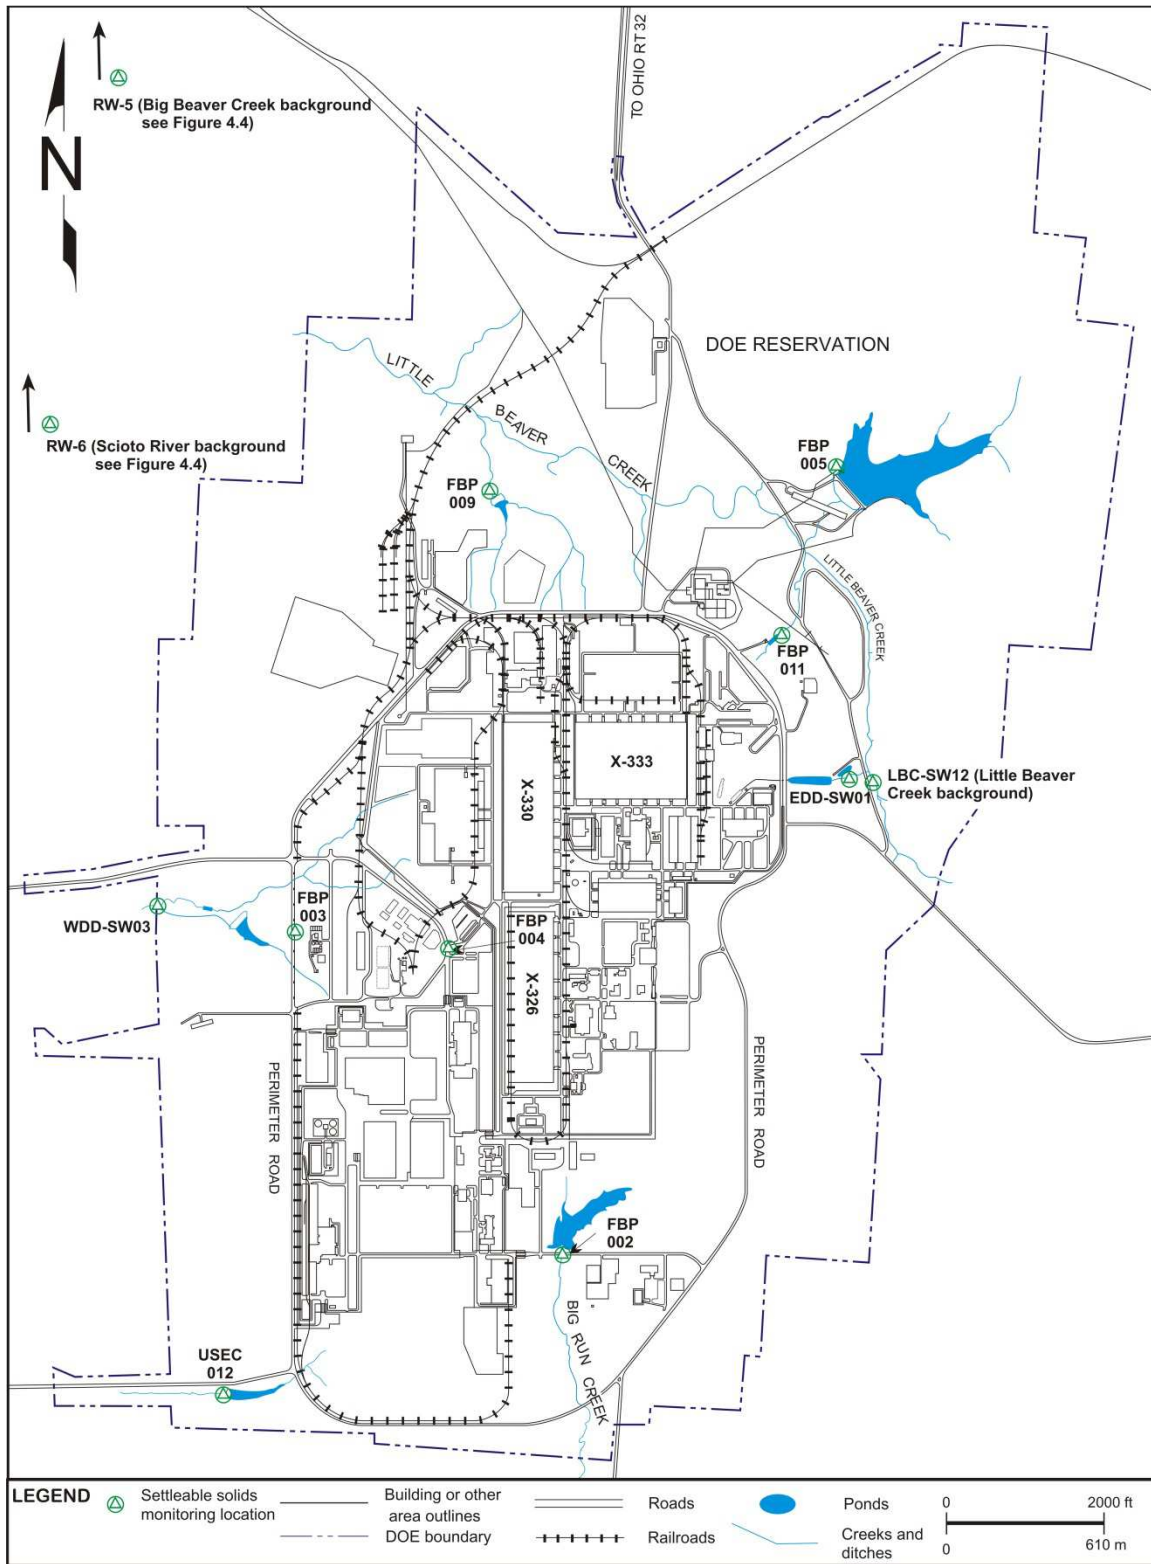 TO OHIO RT 32
RW-5 (Big Beaver Creek background
see Figure 4.4)
N
DOE RESERVATION
LITTLE
BEAVER
CREEK
RW-6 (Scioto River background
see Figure 4.4)
FBP
005
FBP
009
LITTLE BEAVER CREEK
FBP
011
X-330
X-333
EDD-SW01
LBC-SW12 (Little Beaver
Creek background)
WDD-SW03
FBP
003
FBP
004
X-326
PERIMETER ROAD
PERIMETER ROAD
FBP
002
BIG RUN CREEK
USEC
012
LEGEND
Settleable solids
monitoring location
Building or other
area outlines
DOE boundary
Roads
Railroads
Ponds
Creeks and
ditches
0 2000 ft
0 610 m